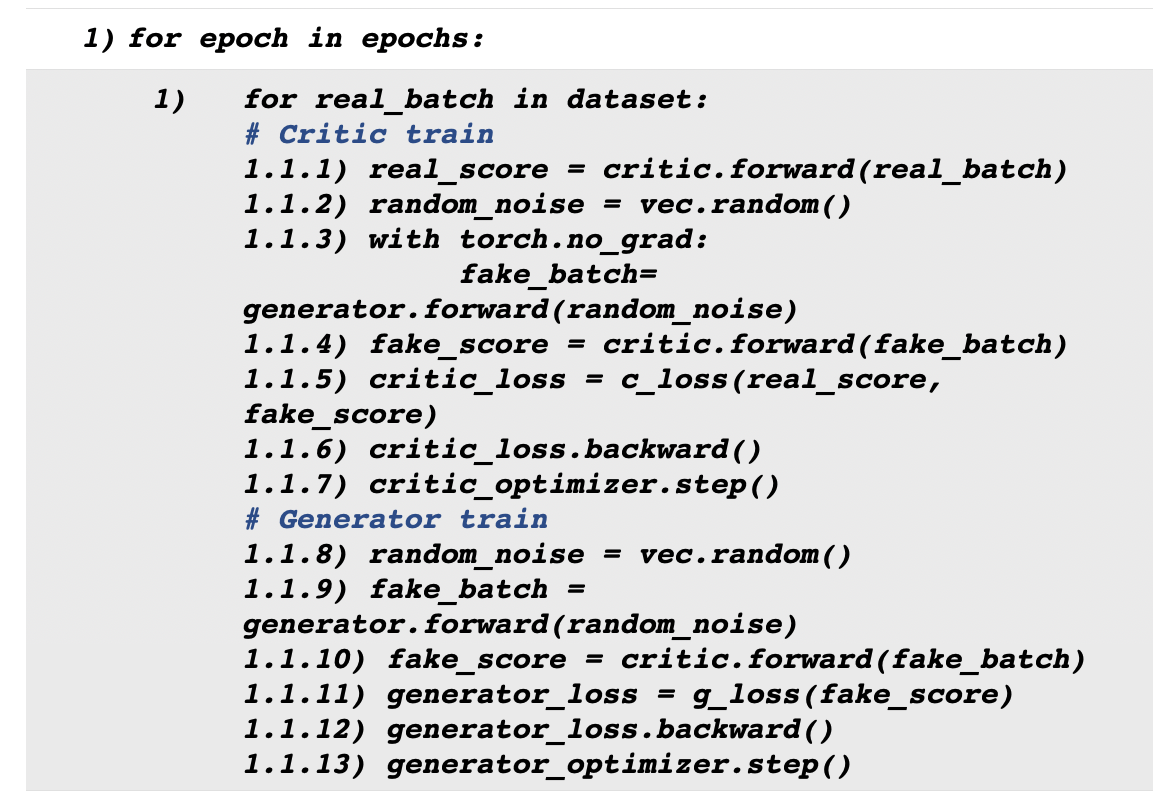 1) for epoch in epochs:
1) for real_batch in dataset:
# Critic train
1.1.1) real_score = critic.forward(real_batch)
1.1.2) random_noise = vec.random()
1.1.3) with torch.no_grad:
fake_batch=
generator.forward(random_noise)
1.1.4) fake_score = critic.forward(fake_batch)
1.1.5) critic_loss = c_loss(real_score,
fake_score)
1.1.6) critic_loss.backward()
1.1.7) critic_optimizer.step()
# Generator train
1.1.8) random_noise = vec.random()
1.1.9) fake_batch =
generator.forward(random_noise)
1.1.10) fake_score = critic.forward(fake_batch)
1.1.11) generator_loss = g_loss(fake_score)
1.1.12) generator_loss.backward()
1.1.13) generator_optimizer.step()